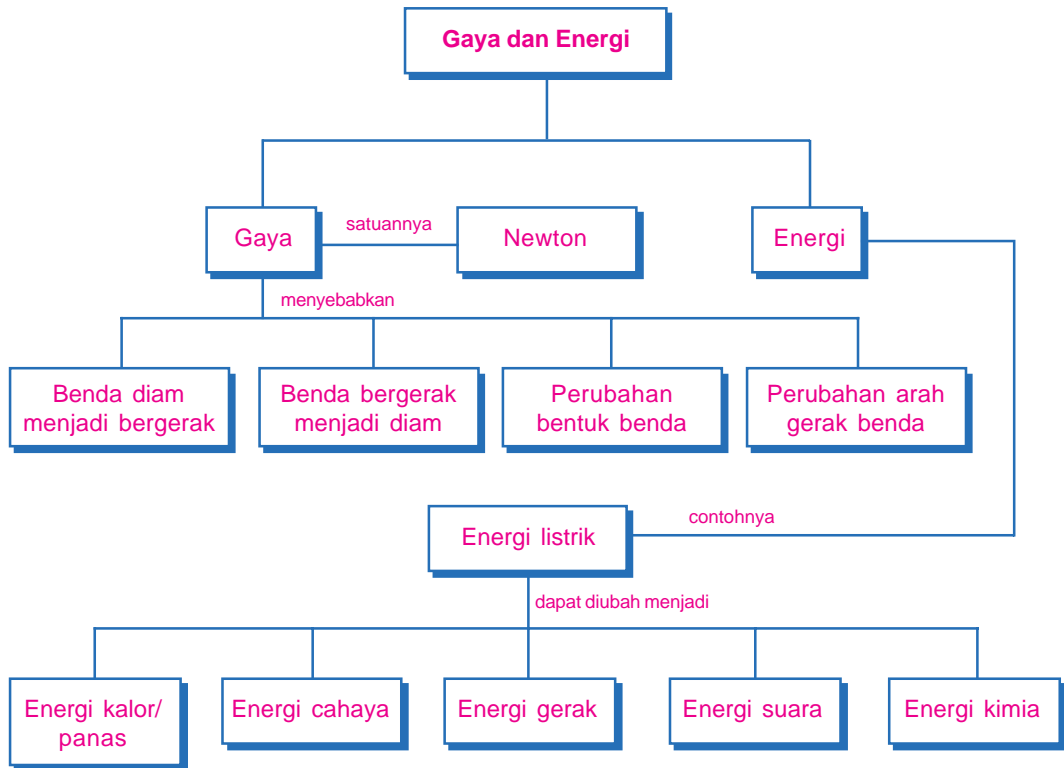 Gaya dan Energi
Gaya
satuannya
Newton
Energi
menyebabkan
Benda diam
menjadi bergerak
Benda bergerak
menjadi diam
Perubahan
bentuk benda
Perubahan arah
gerak benda
Energi listrik
contohnya
dapat diubah menjadi
Energi kalor/
panas
Energi cahaya
Energi gerak
Energi suara
Energi kimia